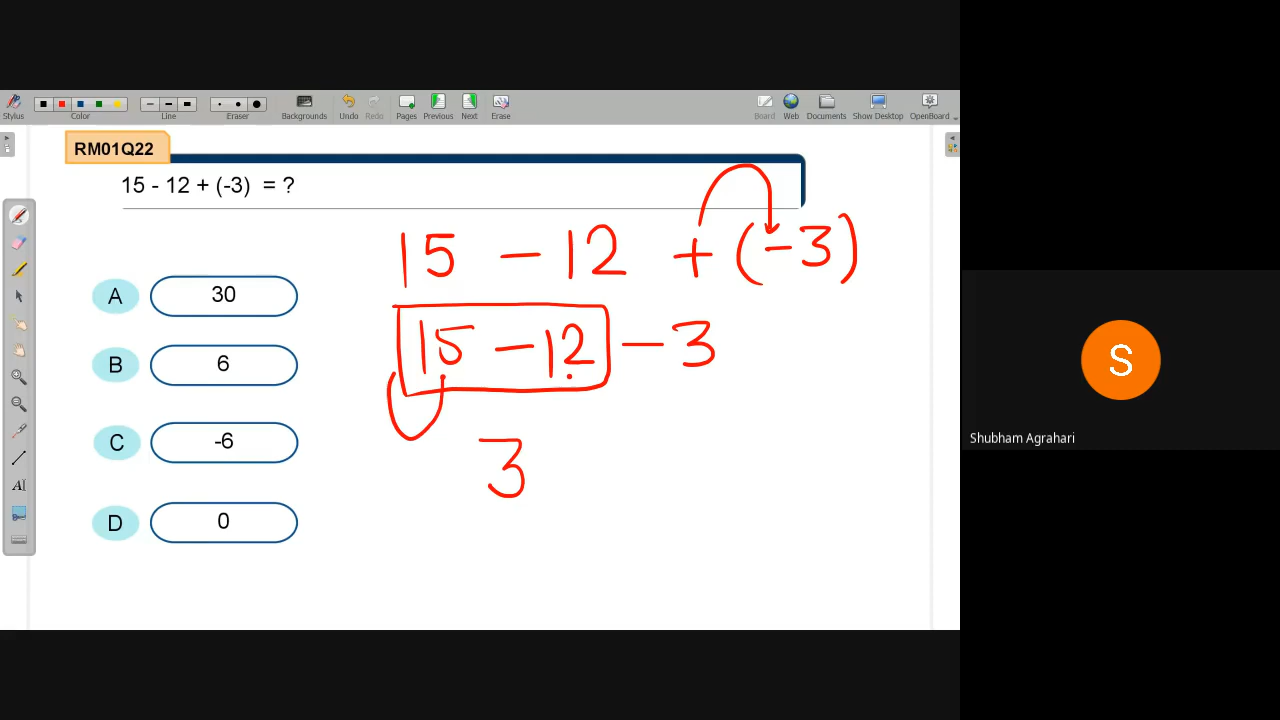 Stylus Color Line Eraser Backgrounds Undo Redo Pages Previous Next Erase Board Web Documents Show Desktop OpenBoard
RM01Q22
15 - 12 + (-3) = ?
15 - 12 + (-3)
A 30
15 - 12 - 3
B 6
C -6
3
D 0
S
Shubham Agrahari